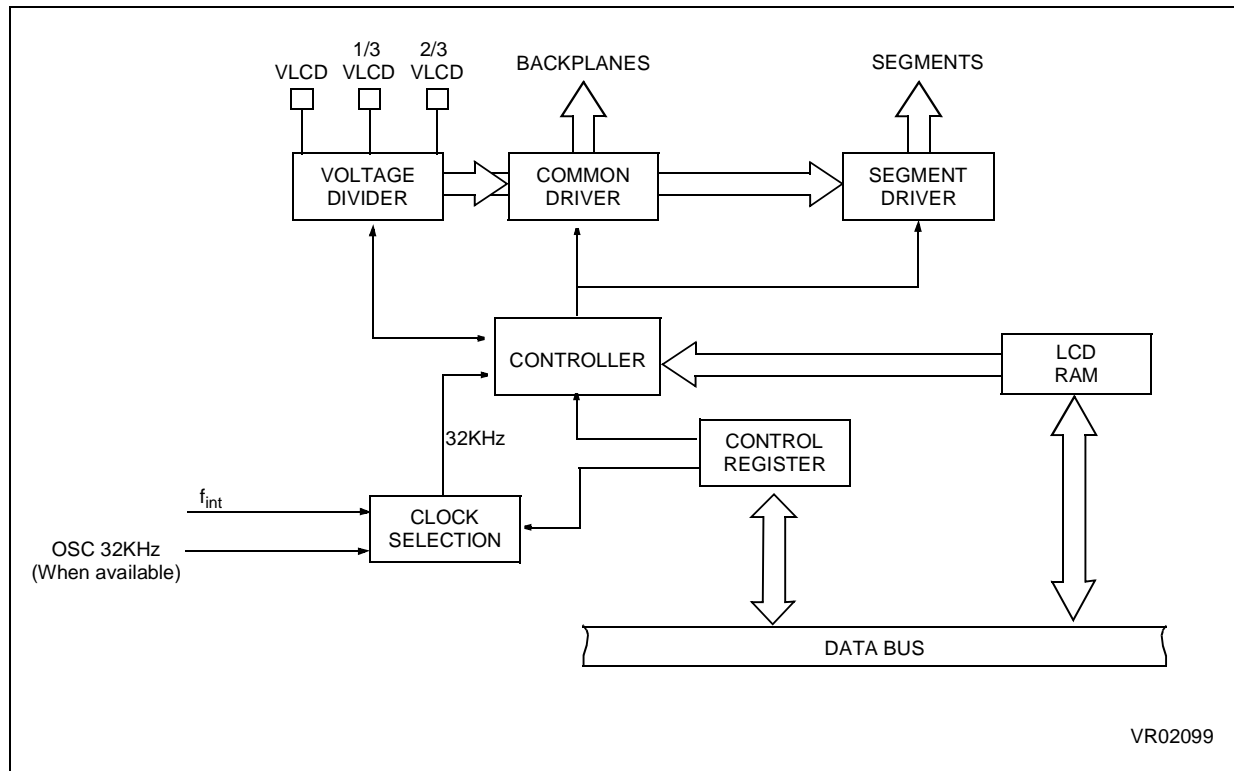 VLCD
1/3
VLCD
2/3
VLCD
BACKPLANES
SEGMENTS
VOLTAGE
DIVIDER
COMMON
DRIVER
SEGMENT
DRIVER
CONTROLLER
LCD
RAM
32KHz
CONTROL
REGISTER
fint
CLOCK
SELECTION
OSC 32KHz
(When available)
DATA BUS
VR02099